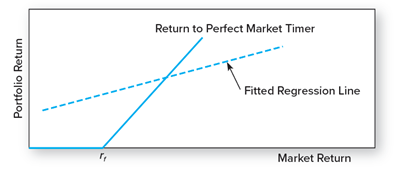 Return to Perfect Market Timer
Portfolio Return
Fitted Regression Line
rf
Market Return